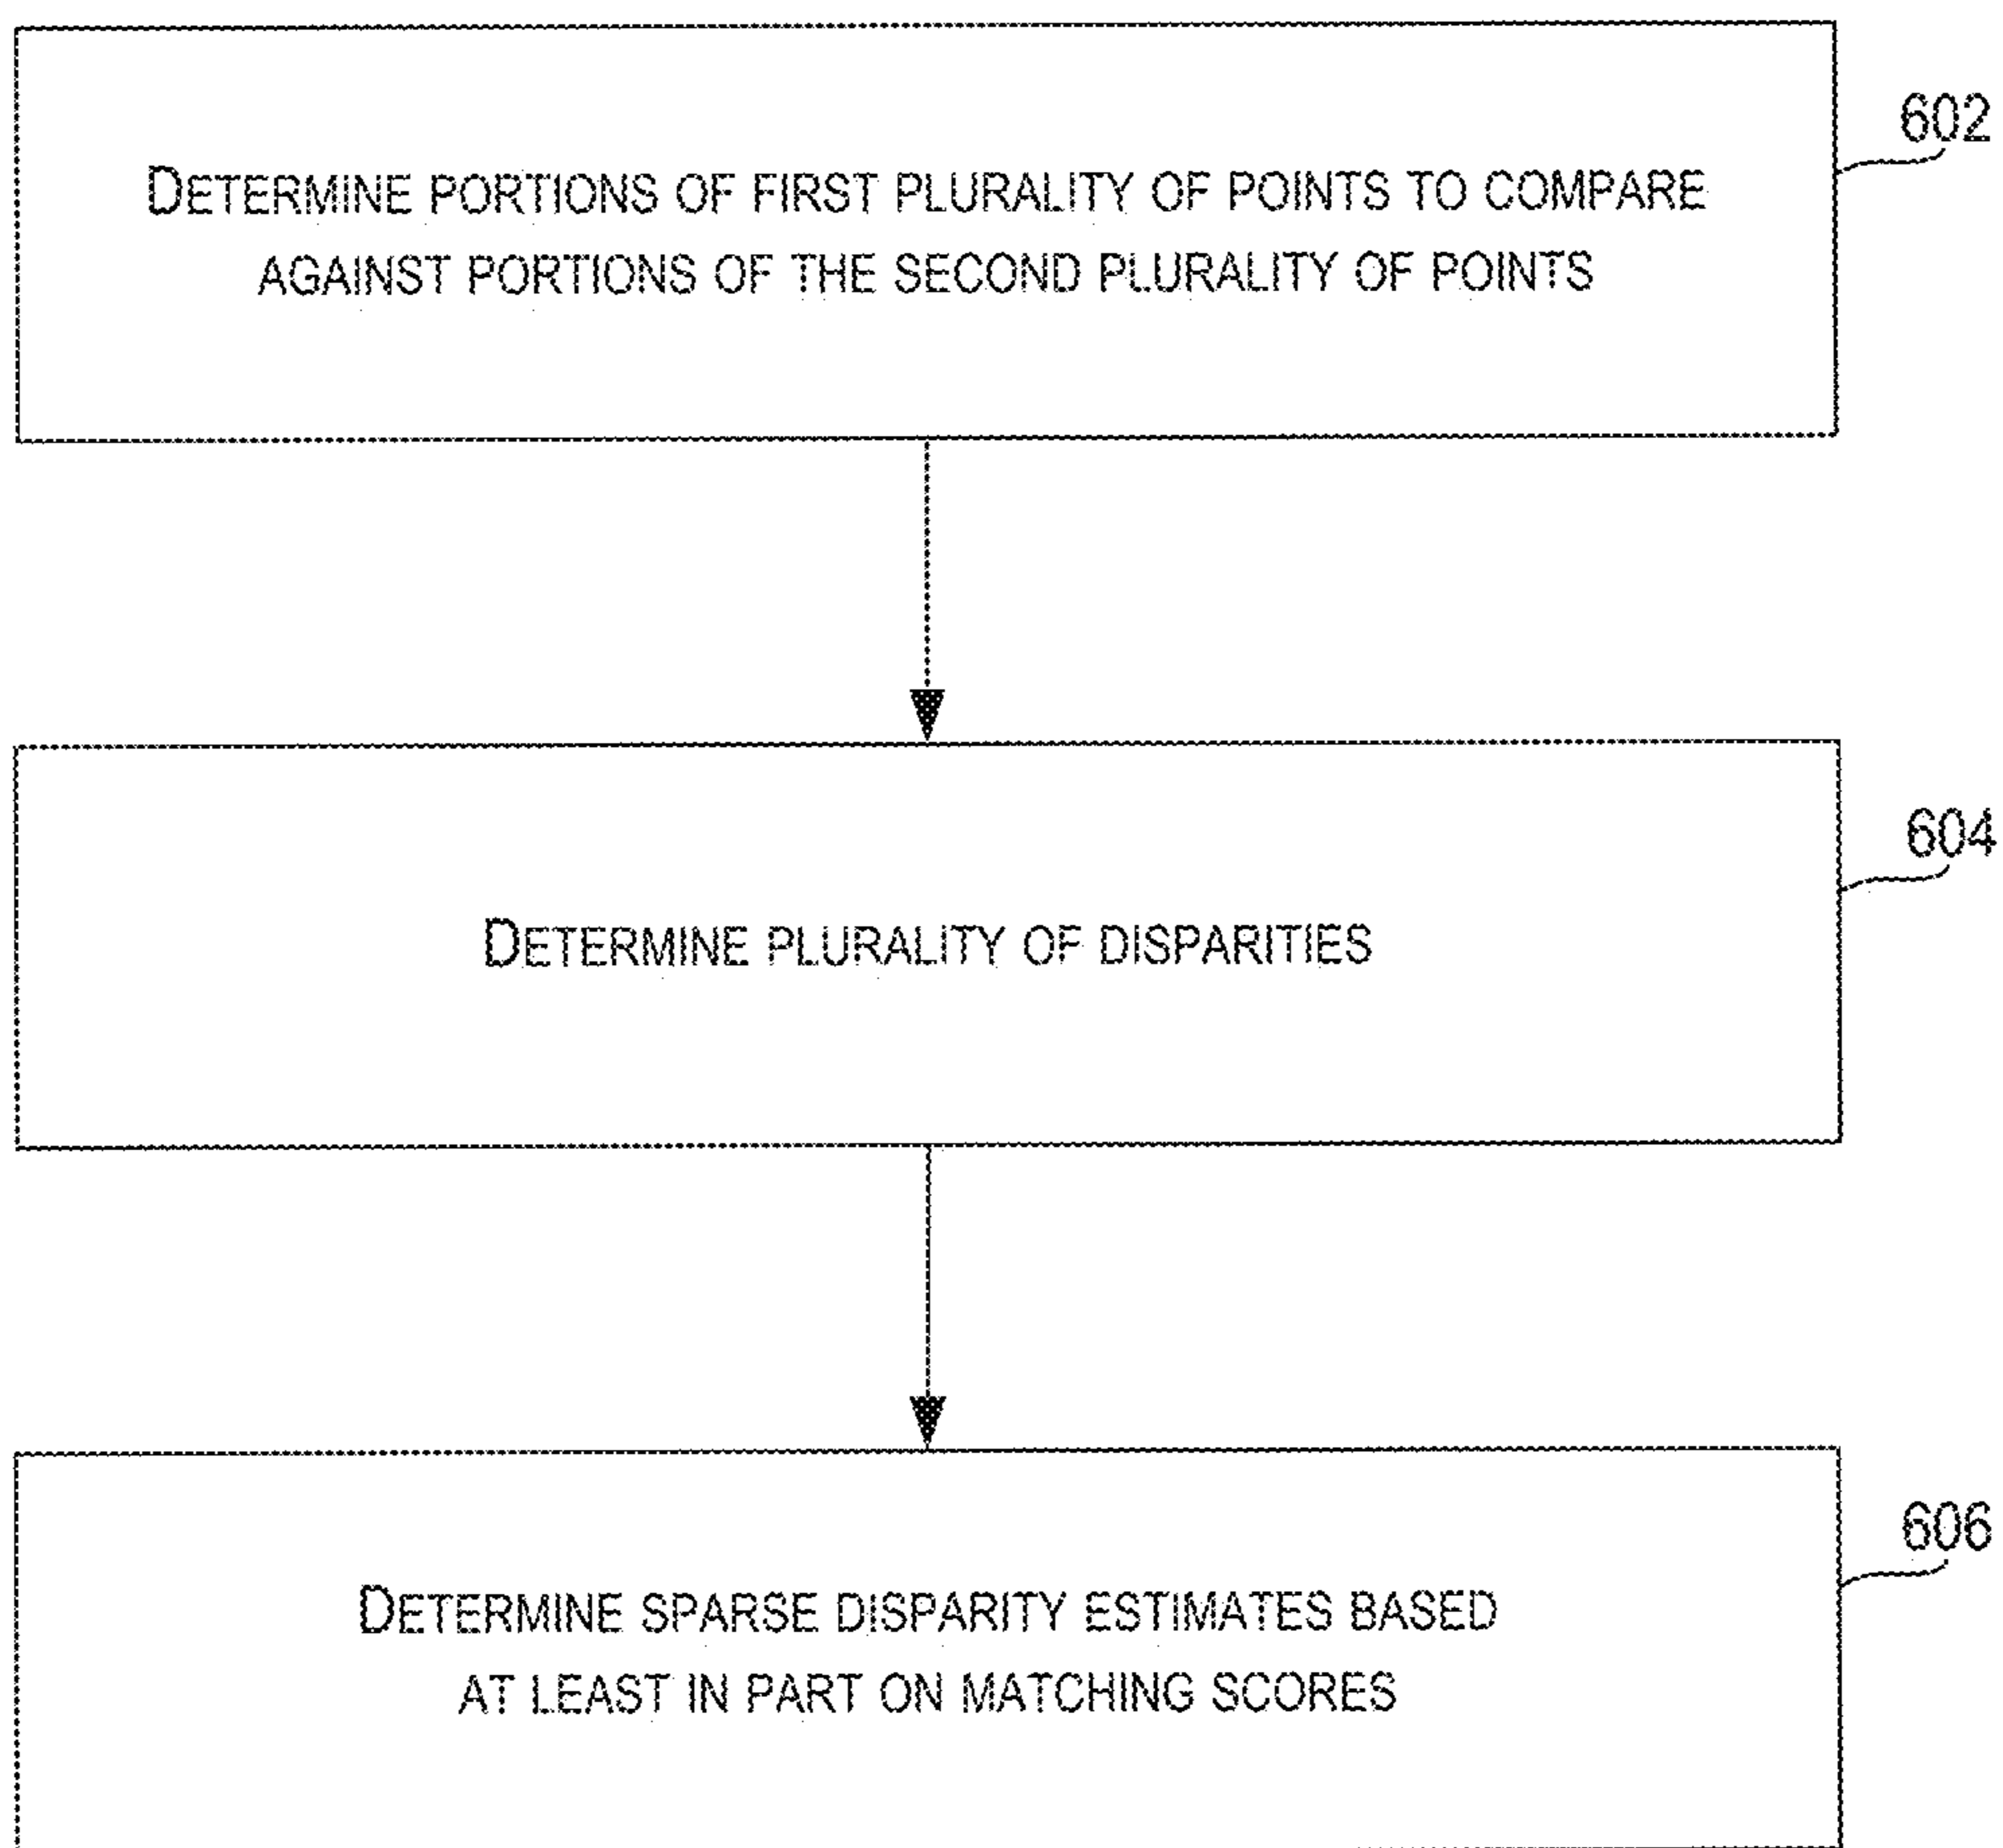 602
DETERMINE PORTIONS OF FIRST PLURALITY OF POINTS TO COMPARE
AGAINST PORTIONS OF THE SECOND PLURALITY OF POINTS
604
DETERMINE PLURALITY OF DISPARITIES
606
DETERMINE SPARSE DISPARITY ESTIMATES BASED
AT LEAST IN PART ON MATCHING SCORES